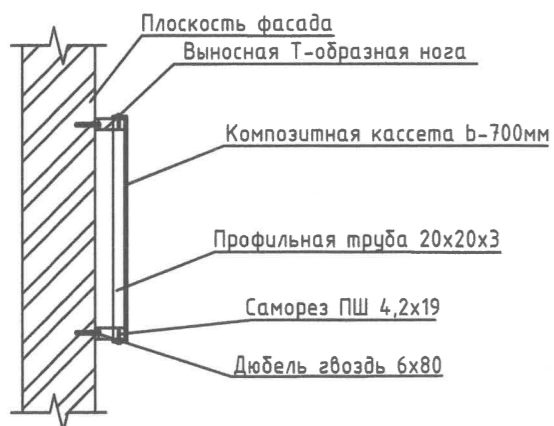 Плоскость фасада
Выносная Т-образная нога
Композитная кассета b-700мм
Профильная труба 20х20х3
Саморез ПШ 4,2х19
Дюбель гвоздь 6х80